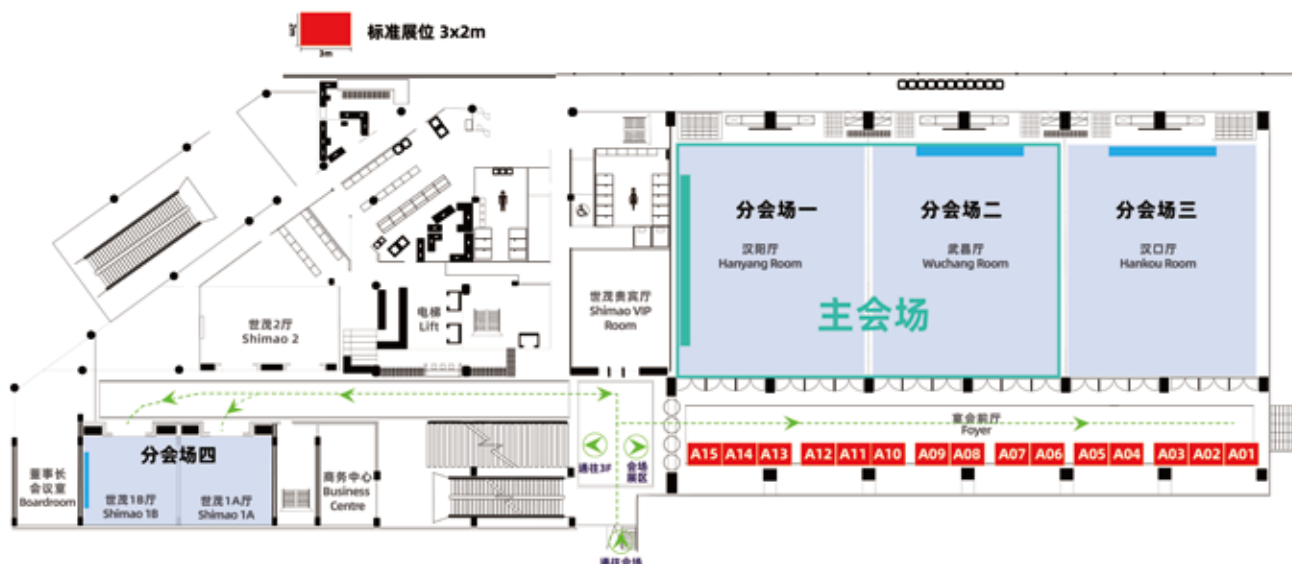 2m
标准展位 3x2m
3m
分会场一
汉阳厅
Hanyang Room
分会场二
武昌厅
Wuchang Room
分会场三
汉口厅
Hankou Room
主会场
世茂贵宾厅
Shimao VIP
Room
电梯
Lift
世茂2厅
Shimao 2
宴会前厅
Foyer
A15 A14 A13 A12 A11 A10 A09 A08 A07 A06 A05 A04 A03 A02 A01
通往3F
会场
展区
分会场四
董事长
会议室
Boardroom
世茂1B厅
Shimao 1B
世茂1A厅
Shimao 1A
商务中心
Business
Centre
通往会场